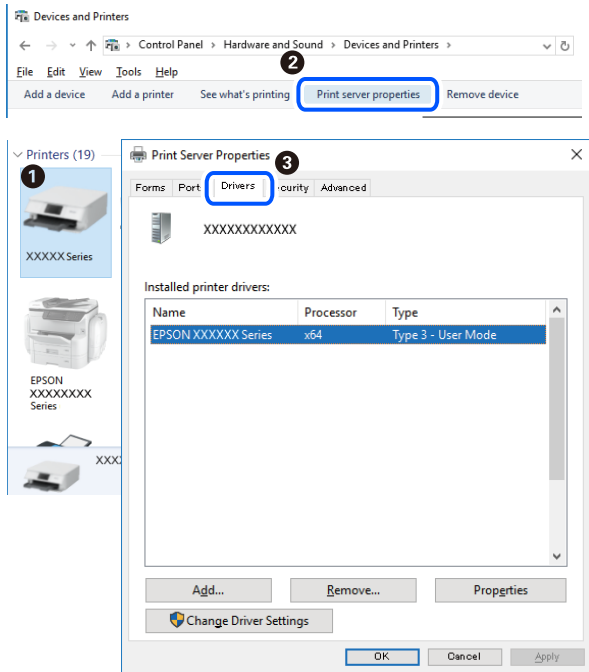 Devices and Printers
Control Panel > Hardware and Sound > Devices and Printers >
2
File Edit View Tools Help
Add a device Add a printer See what's printing Print server properties Remove device
Printers (19)
1
XXXXX Series
EPSON
XXXXXXXX
Series
XXX
Print Server Properties
3
Forms Port Drivers curity Advanced
XXXXXXXXXXXX
Installed printer drivers:
Name Processor Type
EPSON XXXXXX Series x64 Type 3 - User Mode
Add... Remove... Properties
Change Driver Settings
OK Cancel Apply